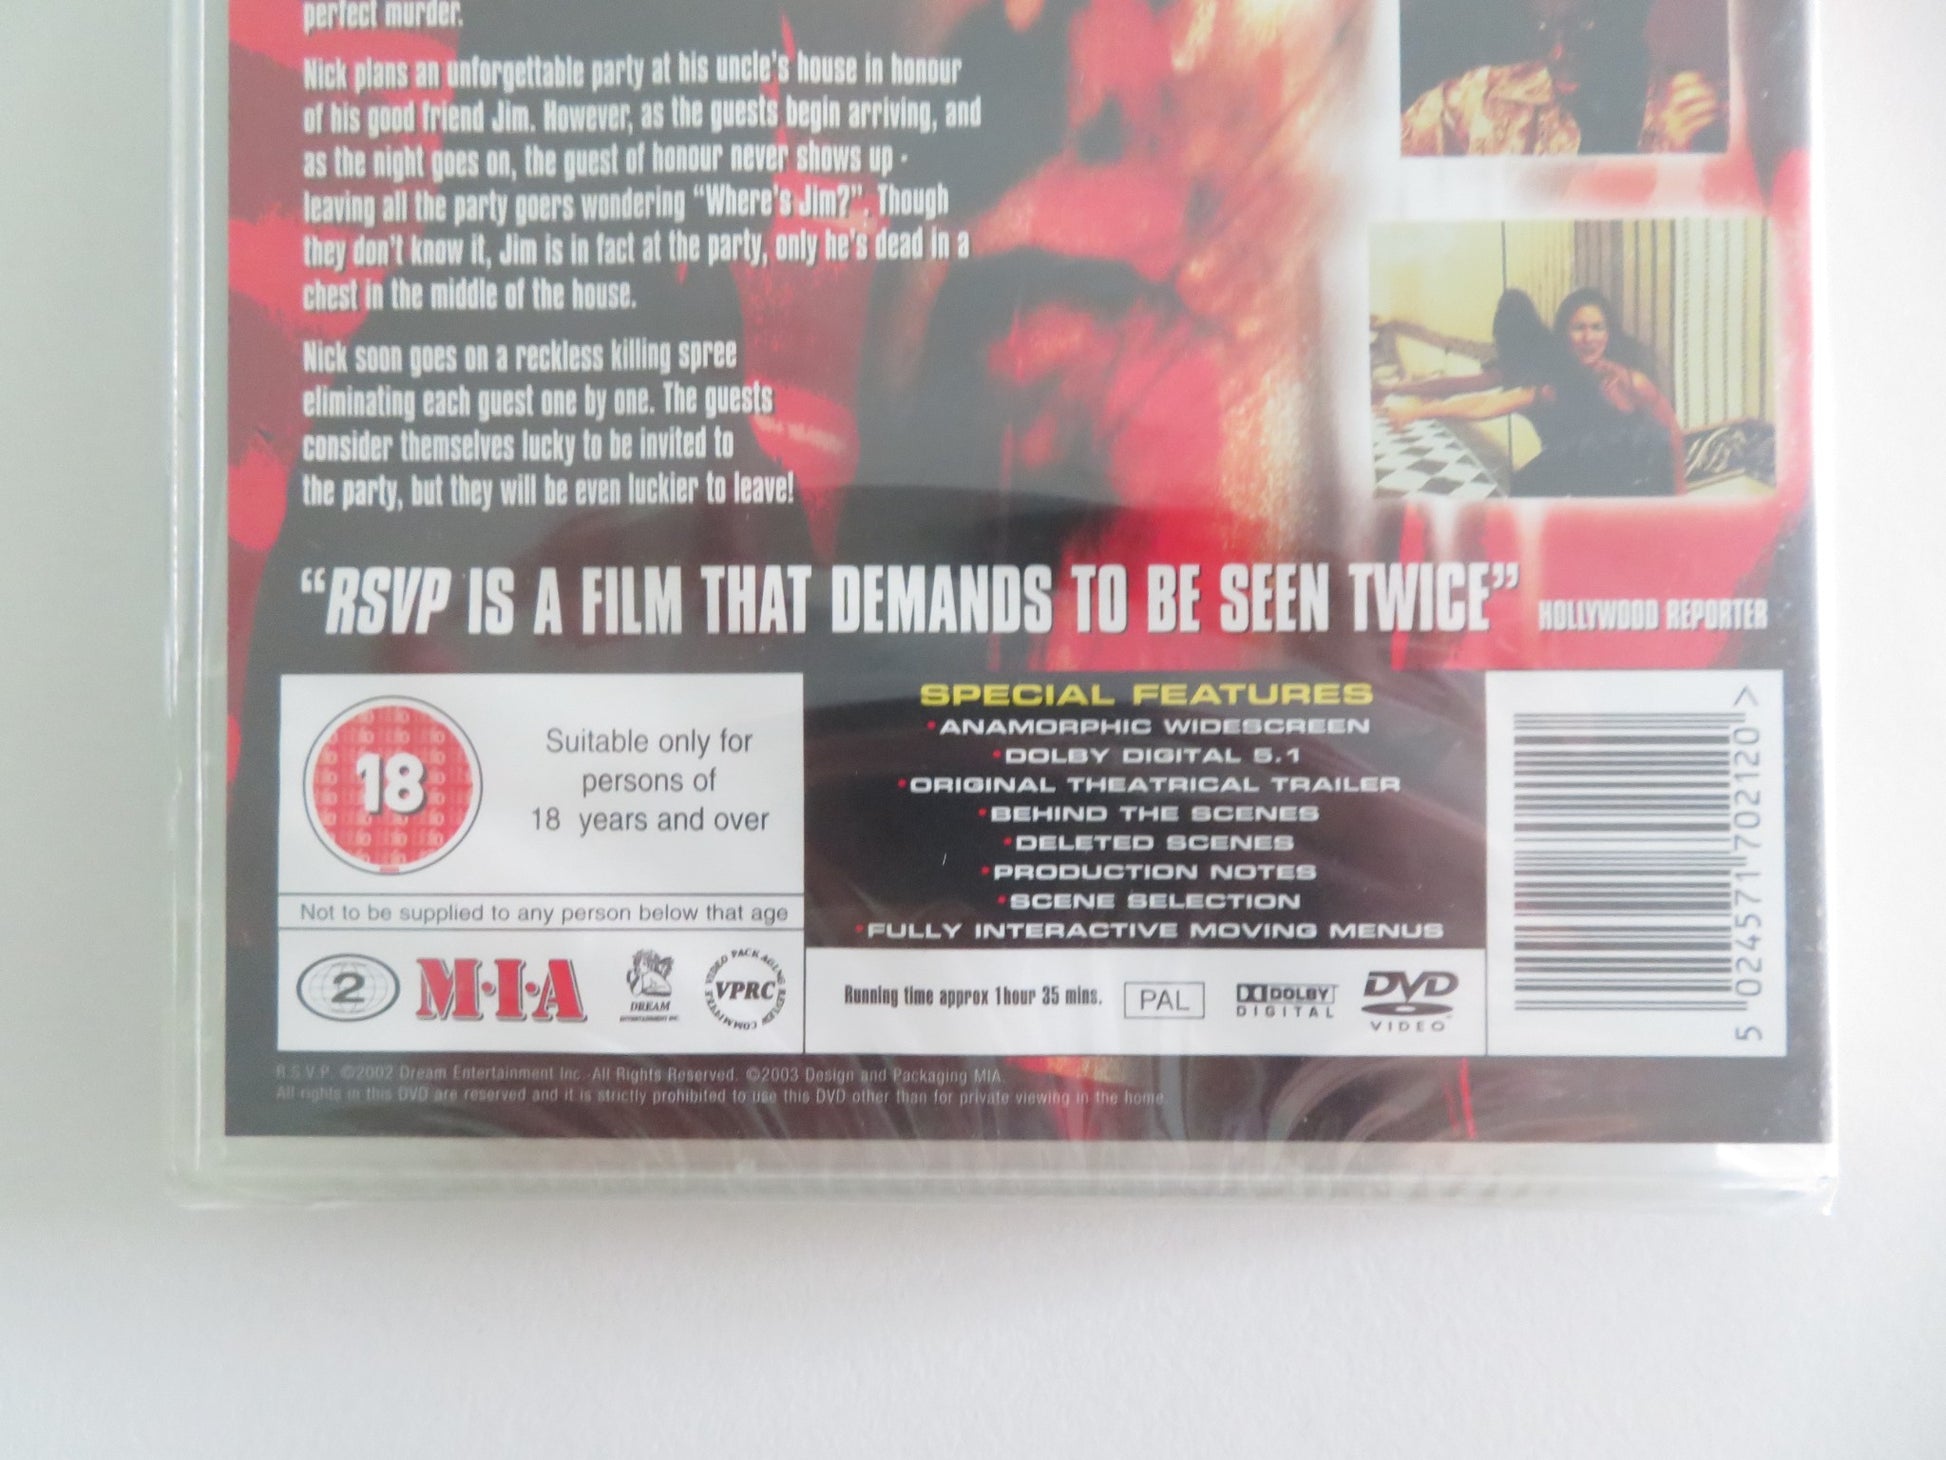 perfect murder.
Nick plans an unforgettable party at his uncle's house in honour
of his good friend Jim. However, as the guests begin arriving, and
as the night goes on, the guest of honour never shows up -
leaving all the party goers wondering "Where's Jim?". Though
they don't know it, Jim is in fact at the party, only he's dead in a
chest in the middle of the house.
Nick soon goes on a reckless killing spree
eliminating each guest one by one. The guests
consider themselves lucky to be invited to
the party, but they will be even luckier to leave!
"RSVP IS A FILM THAT DEMANDS TO BE SEEN TWICE" HOLLYWOOD REPORTER
18
Suitable only for
persons of
18 years and over
Not to be supplied to any person below that age
2
M·I·A
DREAM
ENTERTAINMENT INC.
VIDEO PACKAGING REVIEW COMMITTEE
VPRC
SPECIAL FEATURES
•ANAMORPHIC WIDESCREEN
•DOLBY DIGITAL 5.1
•ORIGINAL THEATRICAL TRAILER
•BEHIND THE SCENES
•DELETED SCENES
•PRODUCTION NOTES
•SCENE SELECTION
•FULLY INTERACTIVE MOVING MENUS
Running time approx 1hour 35 mins.
PAL
DOLBY
DIGITAL
DVD
VIDEO
5 024571 702120 >
R.S.V.P. ©2002 Dream Entertainment Inc. All Rights Reserved. ©2003 Design and Packaging MIA.
All rights in this DVD are reserved and it is strictly prohibited to use this DVD other than for private viewing in the home.